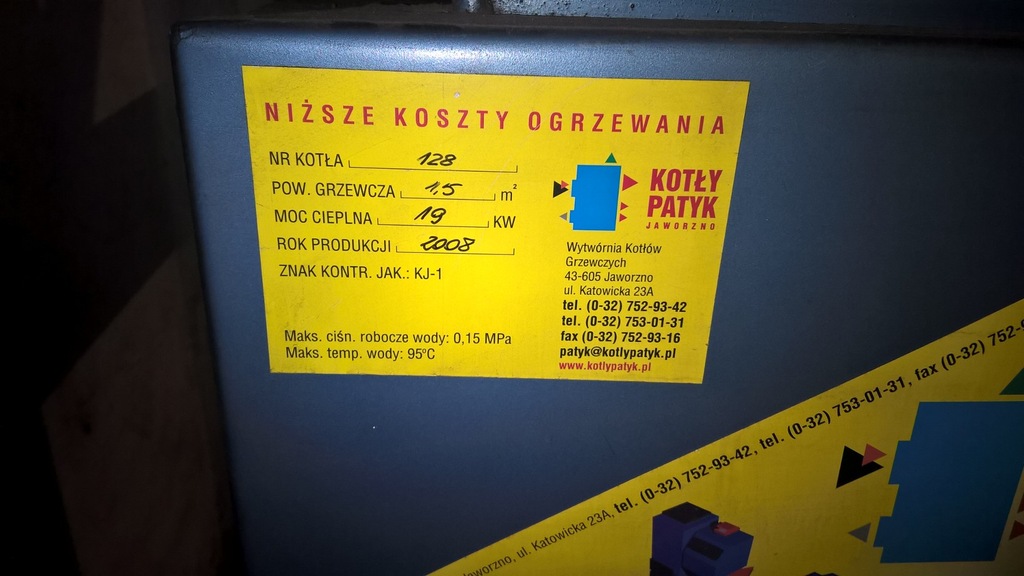 NIŻSZE KOSZTY OGRZEWANIA
NR KOTŁA 128
POW. GRZEWCZA 1,5 m²
MOC CIEPLNA 19 KW
ROK PRODUKCJI 2008
ZNAK KONTR. JAK.: KJ-1
Maks. ciśn. robocze wody: 0,15 MPa
Maks. temp. wody: 95ºC
KOTŁY
PATYK
JAWORZNO
Wytwórnia Kotłów
Grzewczych
43-605 Jaworzno
ul. Katowicka 23A
tel. (0-32) 752-93-42
tel. (0-32) 753-01-31
fax (0-32) 752-93-16
patyk@kotlypatyk.pl
www.kotlypatyk.pl
Jaworzno, ul. Katowicka 23A, tel. (0-32) 752-93-42, tel. (0-32) 753-01-31, fax (0-32) 752-9